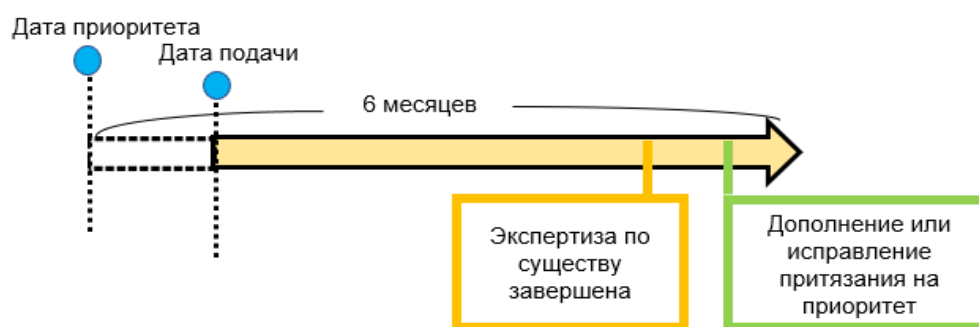 Дата приоритета
Дата подачи
6 месяцев
Экспертиза по
существу
завершена
Дополнение или
исправление
притязания на
приоритет